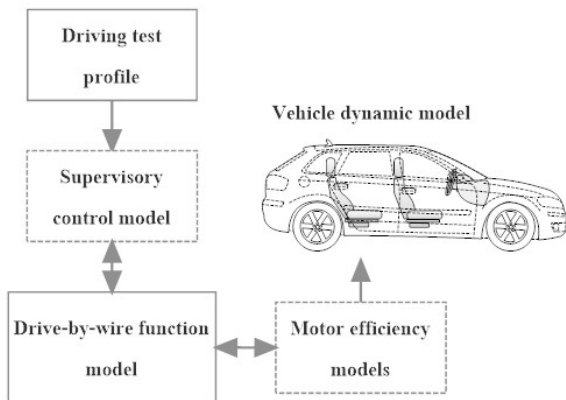 Driving test
profile
Vehicle dynamic model
Supervisory
control model
Drive-by-wire function
model
Motor efficiency
models